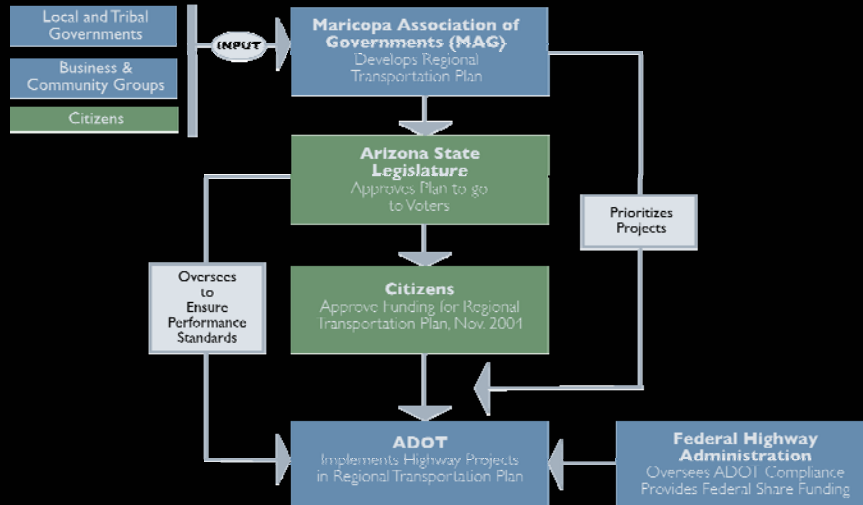 Local and Tribal
Governments
Business &
Community Groups
Citizens
INPUT
Maricopa Association of
Governments (MAG)
Develops Regional
Transportation Plan
Arizona State
Legislature
Approves Plan to go
to Voters
Prioritizes
Projects
Oversees
to
Ensure
Performance
Standards
Citizens
Approve Funding for Regional
Transportation Plan, Nov. 2004
ADOT
Implements Highway Projects
in Regional Transportation Plan
Federal Highway
Administration
Oversees ADOT Compliance
Provides Federal Share Funding